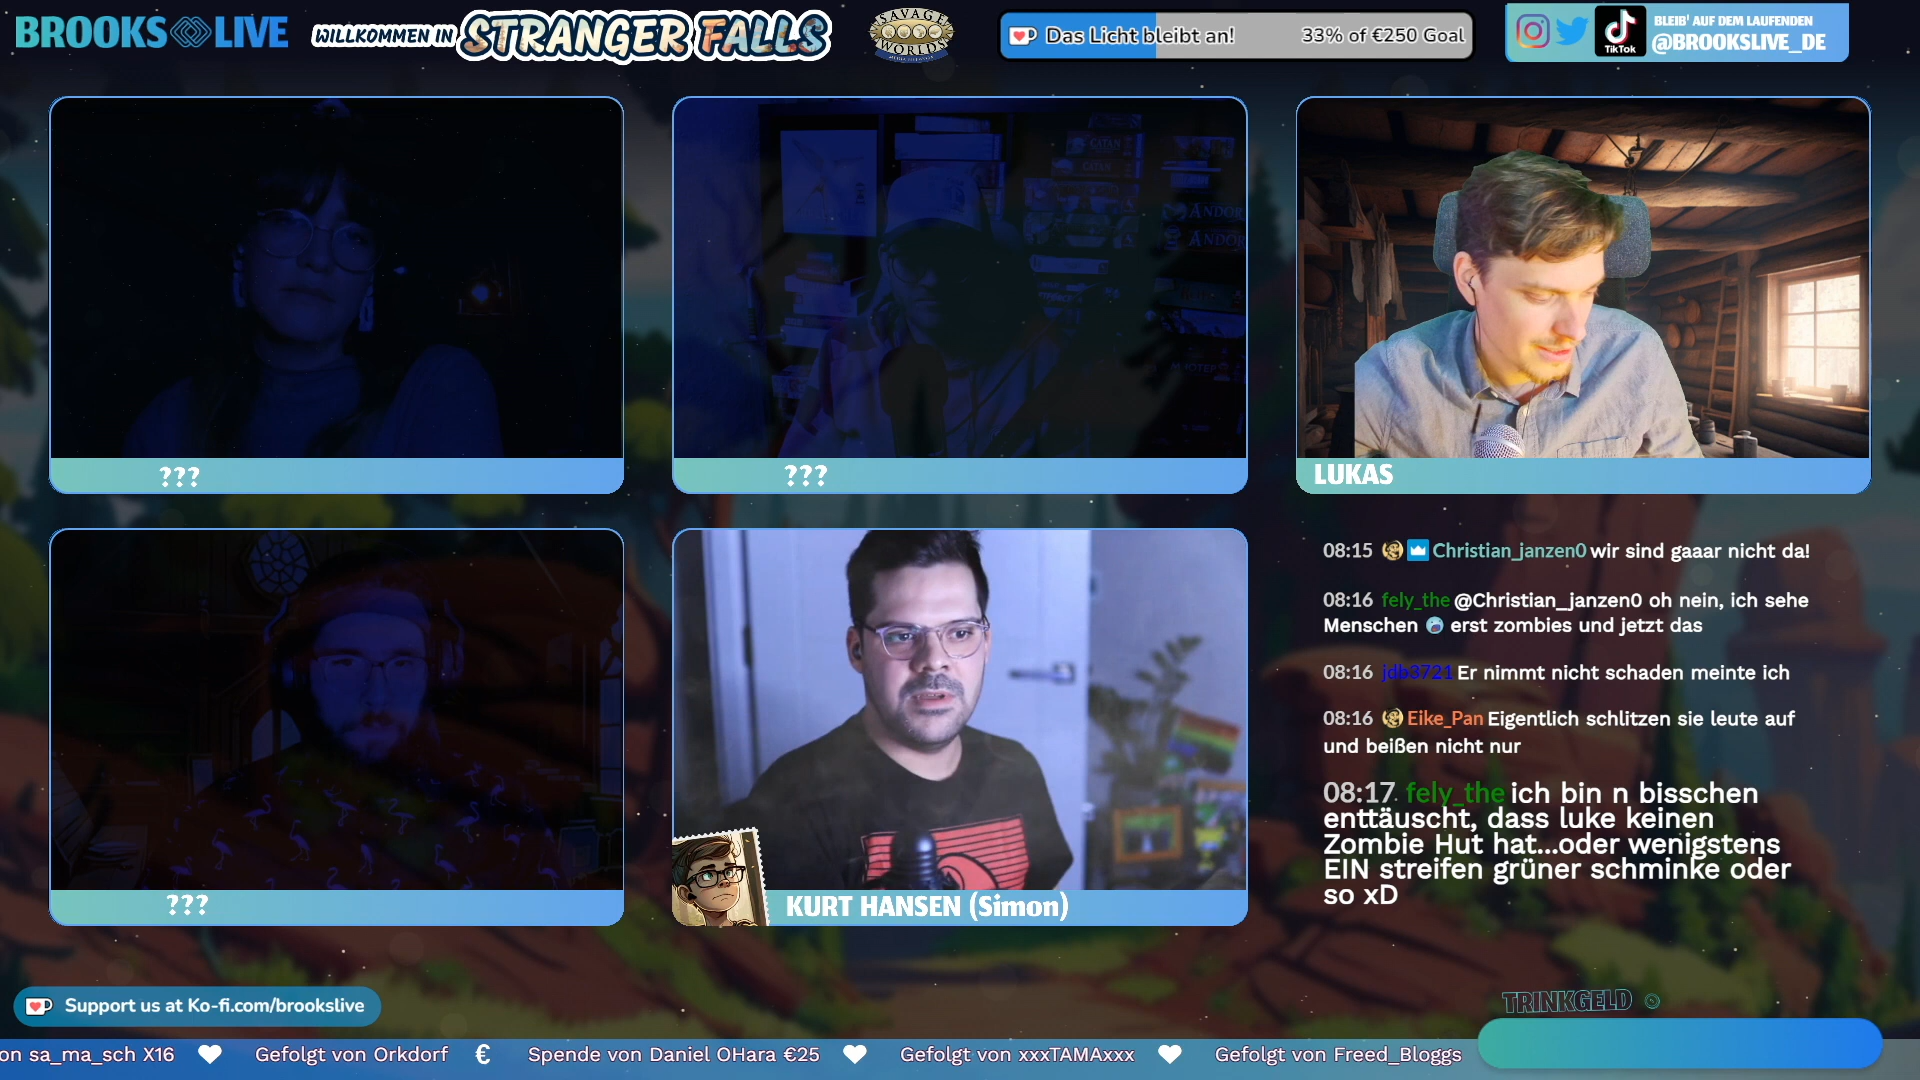 BROOKS LIVE
WILLKOMMEN IN STRANGER FALLS
SAVAGE WORLDS
Das Licht bleibt an! 33% of €250 Goal
TikTok
BLEIB' AUF DEM LAUFENDEN
@BROOKSLIVE_DE
CATAN
CATAN
ANDOR
ANDOR
???
???
LUKAS
08:15 Christian_janzen0 wir sind gaaar nicht da!
08:16 fely_the @Christian_janzen0 oh nein, ich sehe
Menschen erst zombies und jetzt das
08:16 jdb3721 Er nimmt nicht schaden meinte ich
08:16 Eike_Pan Eigentlich schlitzen sie leute auf
und beißen nicht nur
08:17 fely_the ich bin n bisschen
enttäuscht, dass luke keinen
Zombie Hut hat...oder wenigstens
EIN streifen grüner schminke oder
so xD
???
KURT HANSEN (Simon)
Support us at Ko-fi.com/brookslive
TRINKGELD
on sa_ma_sch X16 Gefolgt von Orkdorf € Spende von Daniel OHara €25 Gefolgt von xxxTAMAxxx Gefolgt von Freed_Bloggs